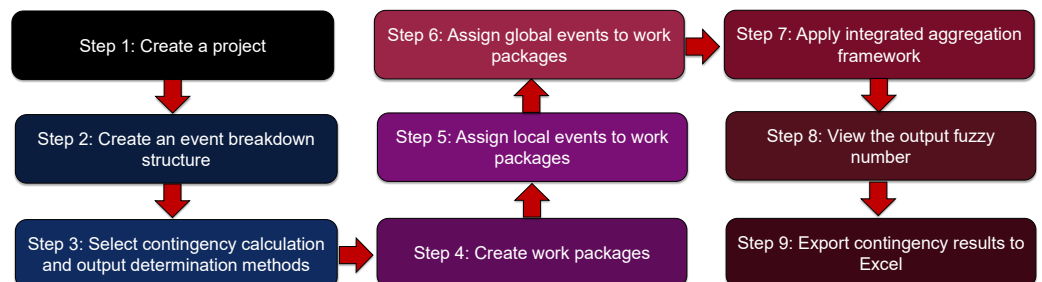 Step 1: Create a project
Step 2: Create an event breakdown
structure
Step 3: Select contingency calculation
and output determination methods
Step 4: Create work packages
Step 5: Assign local events to work
packages
Step 6: Assign global events to work
packages
Step 7: Apply integrated aggregation
framework
Step 8: View the output fuzzy
number
Step 9: Export contingency results to
Excel